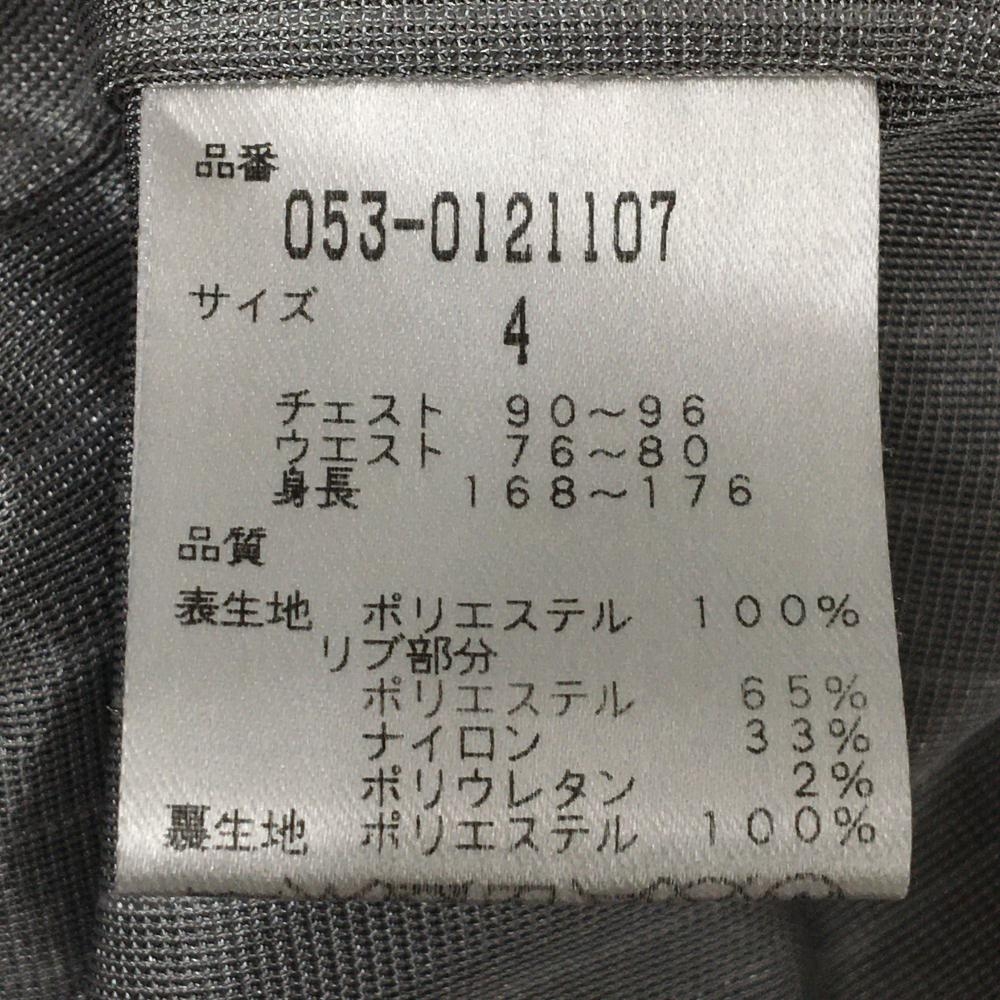 品番
053-0121107
サイズ
4
チェスト 90～96
ウエスト 76～80
身長 168～176
品質
表生地 ポリエステル 100%
リブ部分
ポリエステル 65%
ナイロン 33%
ポリウレタン 2%
裏生地 ポリエステル 100%